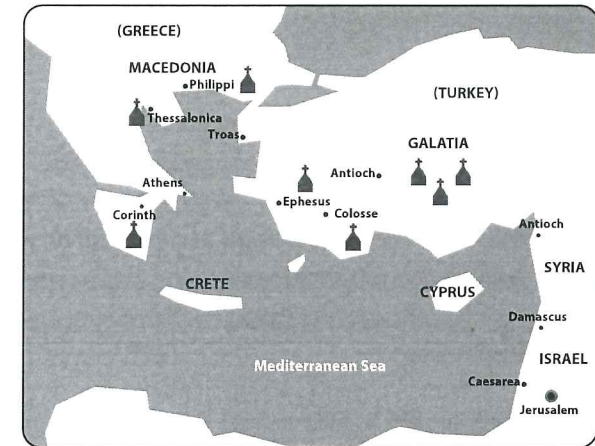 (GREECE)
MACEDONIA
Philippi
(TURKEY)
Thessalonica
Troas
GALATIA
Antioch
Athens
Ephesus
Colosse
Corinth
Antioch
SYRIA
CRETE
CYPRUS
Damascus
ISRAEL
Mediterranean Sea
Caesarea
Jerusalem